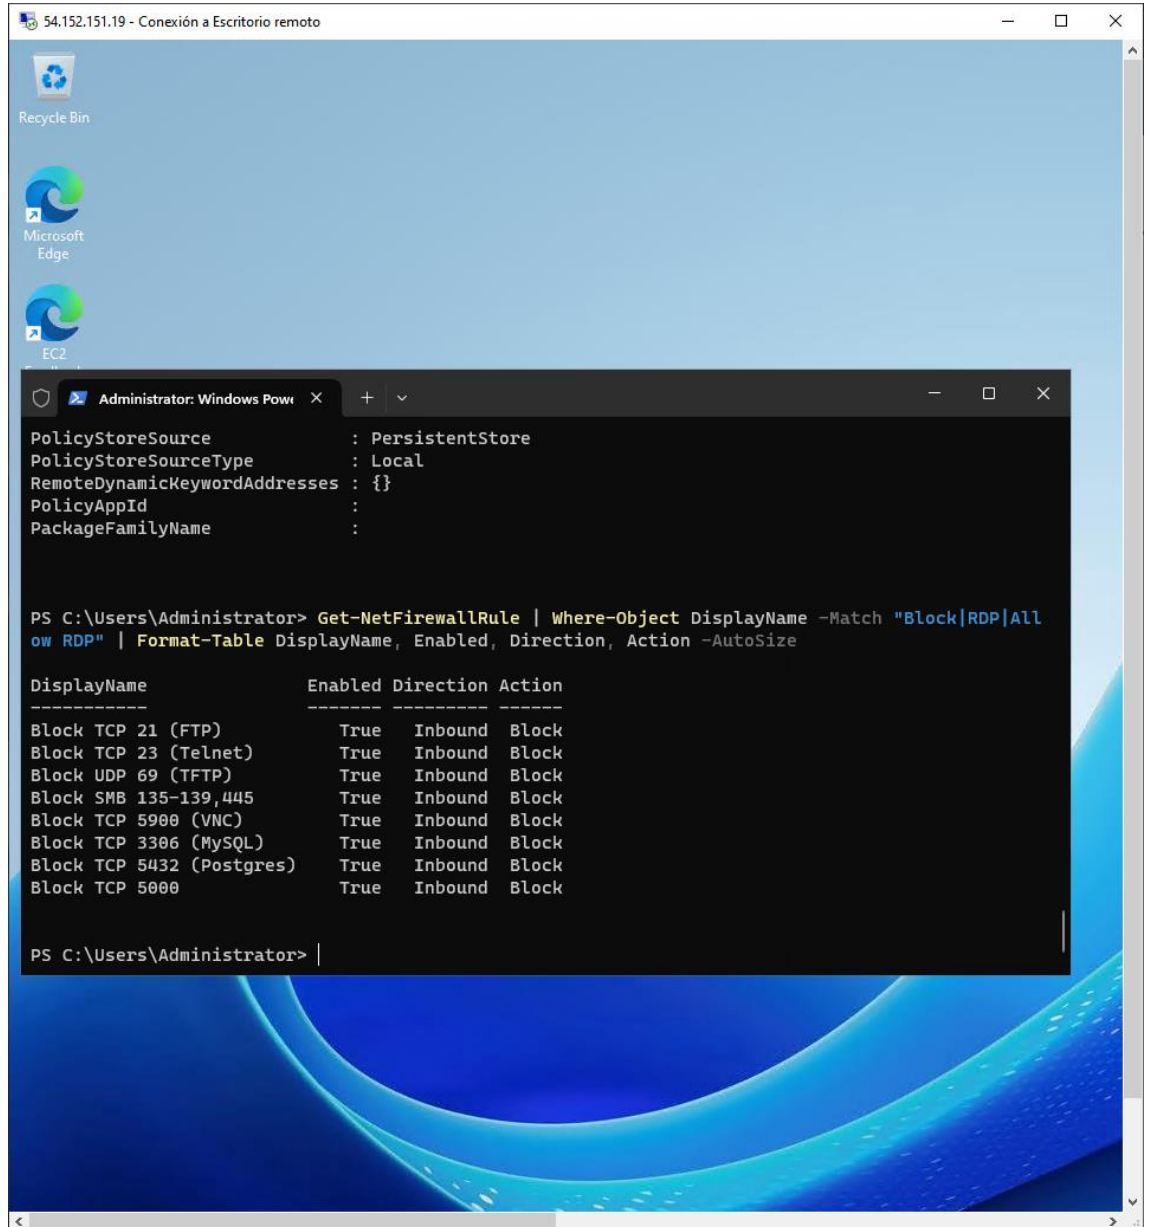 54.152.151.19 - Conexión a Escritorio remoto
Recycle Bin
Microsoft
Edge
EC2
Administrator: Windows Powe
PolicyStoreSource : PersistentStore
PolicyStoreSourceType : Local
RemoteDynamicKeywordAddresses : {}
PolicyAppId :
PackageFamilyName :
PS C:\Users\Administrator> Get-NetFirewallRule | Where-Object DisplayName -Match "Block|RDP|All
ow RDP" | Format-Table DisplayName, Enabled, Direction, Action -AutoSize
DisplayName Enabled Direction Action
----------- ------- --------- ------
Block TCP 21 (FTP) True Inbound Block
Block TCP 23 (Telnet) True Inbound Block
Block UDP 69 (TFTP) True Inbound Block
Block SMB 135-139,445 True Inbound Block
Block TCP 5900 (VNC) True Inbound Block
Block TCP 3306 (MySQL) True Inbound Block
Block TCP 5432 (Postgres) True Inbound Block
Block TCP 5000 True Inbound Block
PS C:\Users\Administrator>